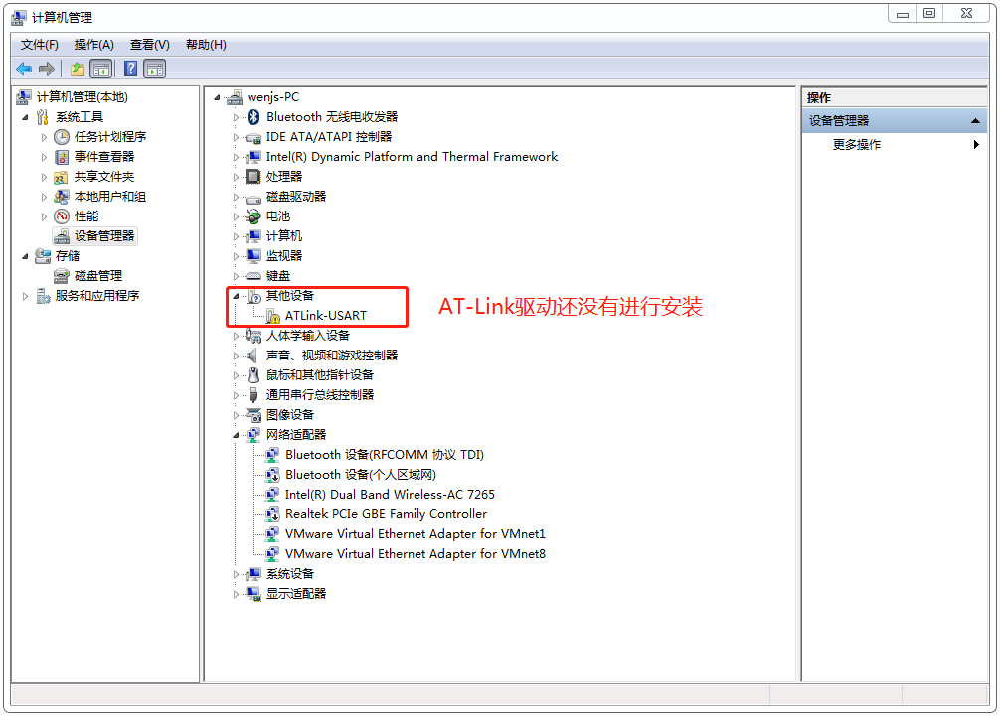 计算机管理
文件(F) 操作(A) 查看(V) 帮助(H)
计算机管理(本地)
系统工具
任务计划程序
事件查看器
共享文件夹
本地用户和组
性能
设备管理器
存储
磁盘管理
服务和应用程序
wenjs-PC
Bluetooth 无线电收发器
IDE ATA/ATAPI 控制器
Intel(R) Dynamic Platform and Thermal Framework
处理器
磁盘驱动器
电池
计算机
监视器
键盘
其他设备
ATLink-USART
AT-Link驱动还没有进行安装
人体学输入设备
声音、视频和游戏控制器
鼠标和其他指针设备
通用串行总线控制器
图像设备
网络适配器
Bluetooth 设备(RFCOMM 协议 TDI)
Bluetooth 设备(个人区域网)
Intel(R) Dual Band Wireless-AC 7265
Realtek PCIe GBE Family Controller
VMware Virtual Ethernet Adapter for VMnet1
VMware Virtual Ethernet Adapter for VMnet8
系统设备
显示适配器
操作
设备管理器
更多操作